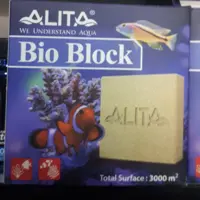 ALITA®
WE UNDERSTAND AQUA
Bio Block
ALITA
Total Surface : 3000 m²